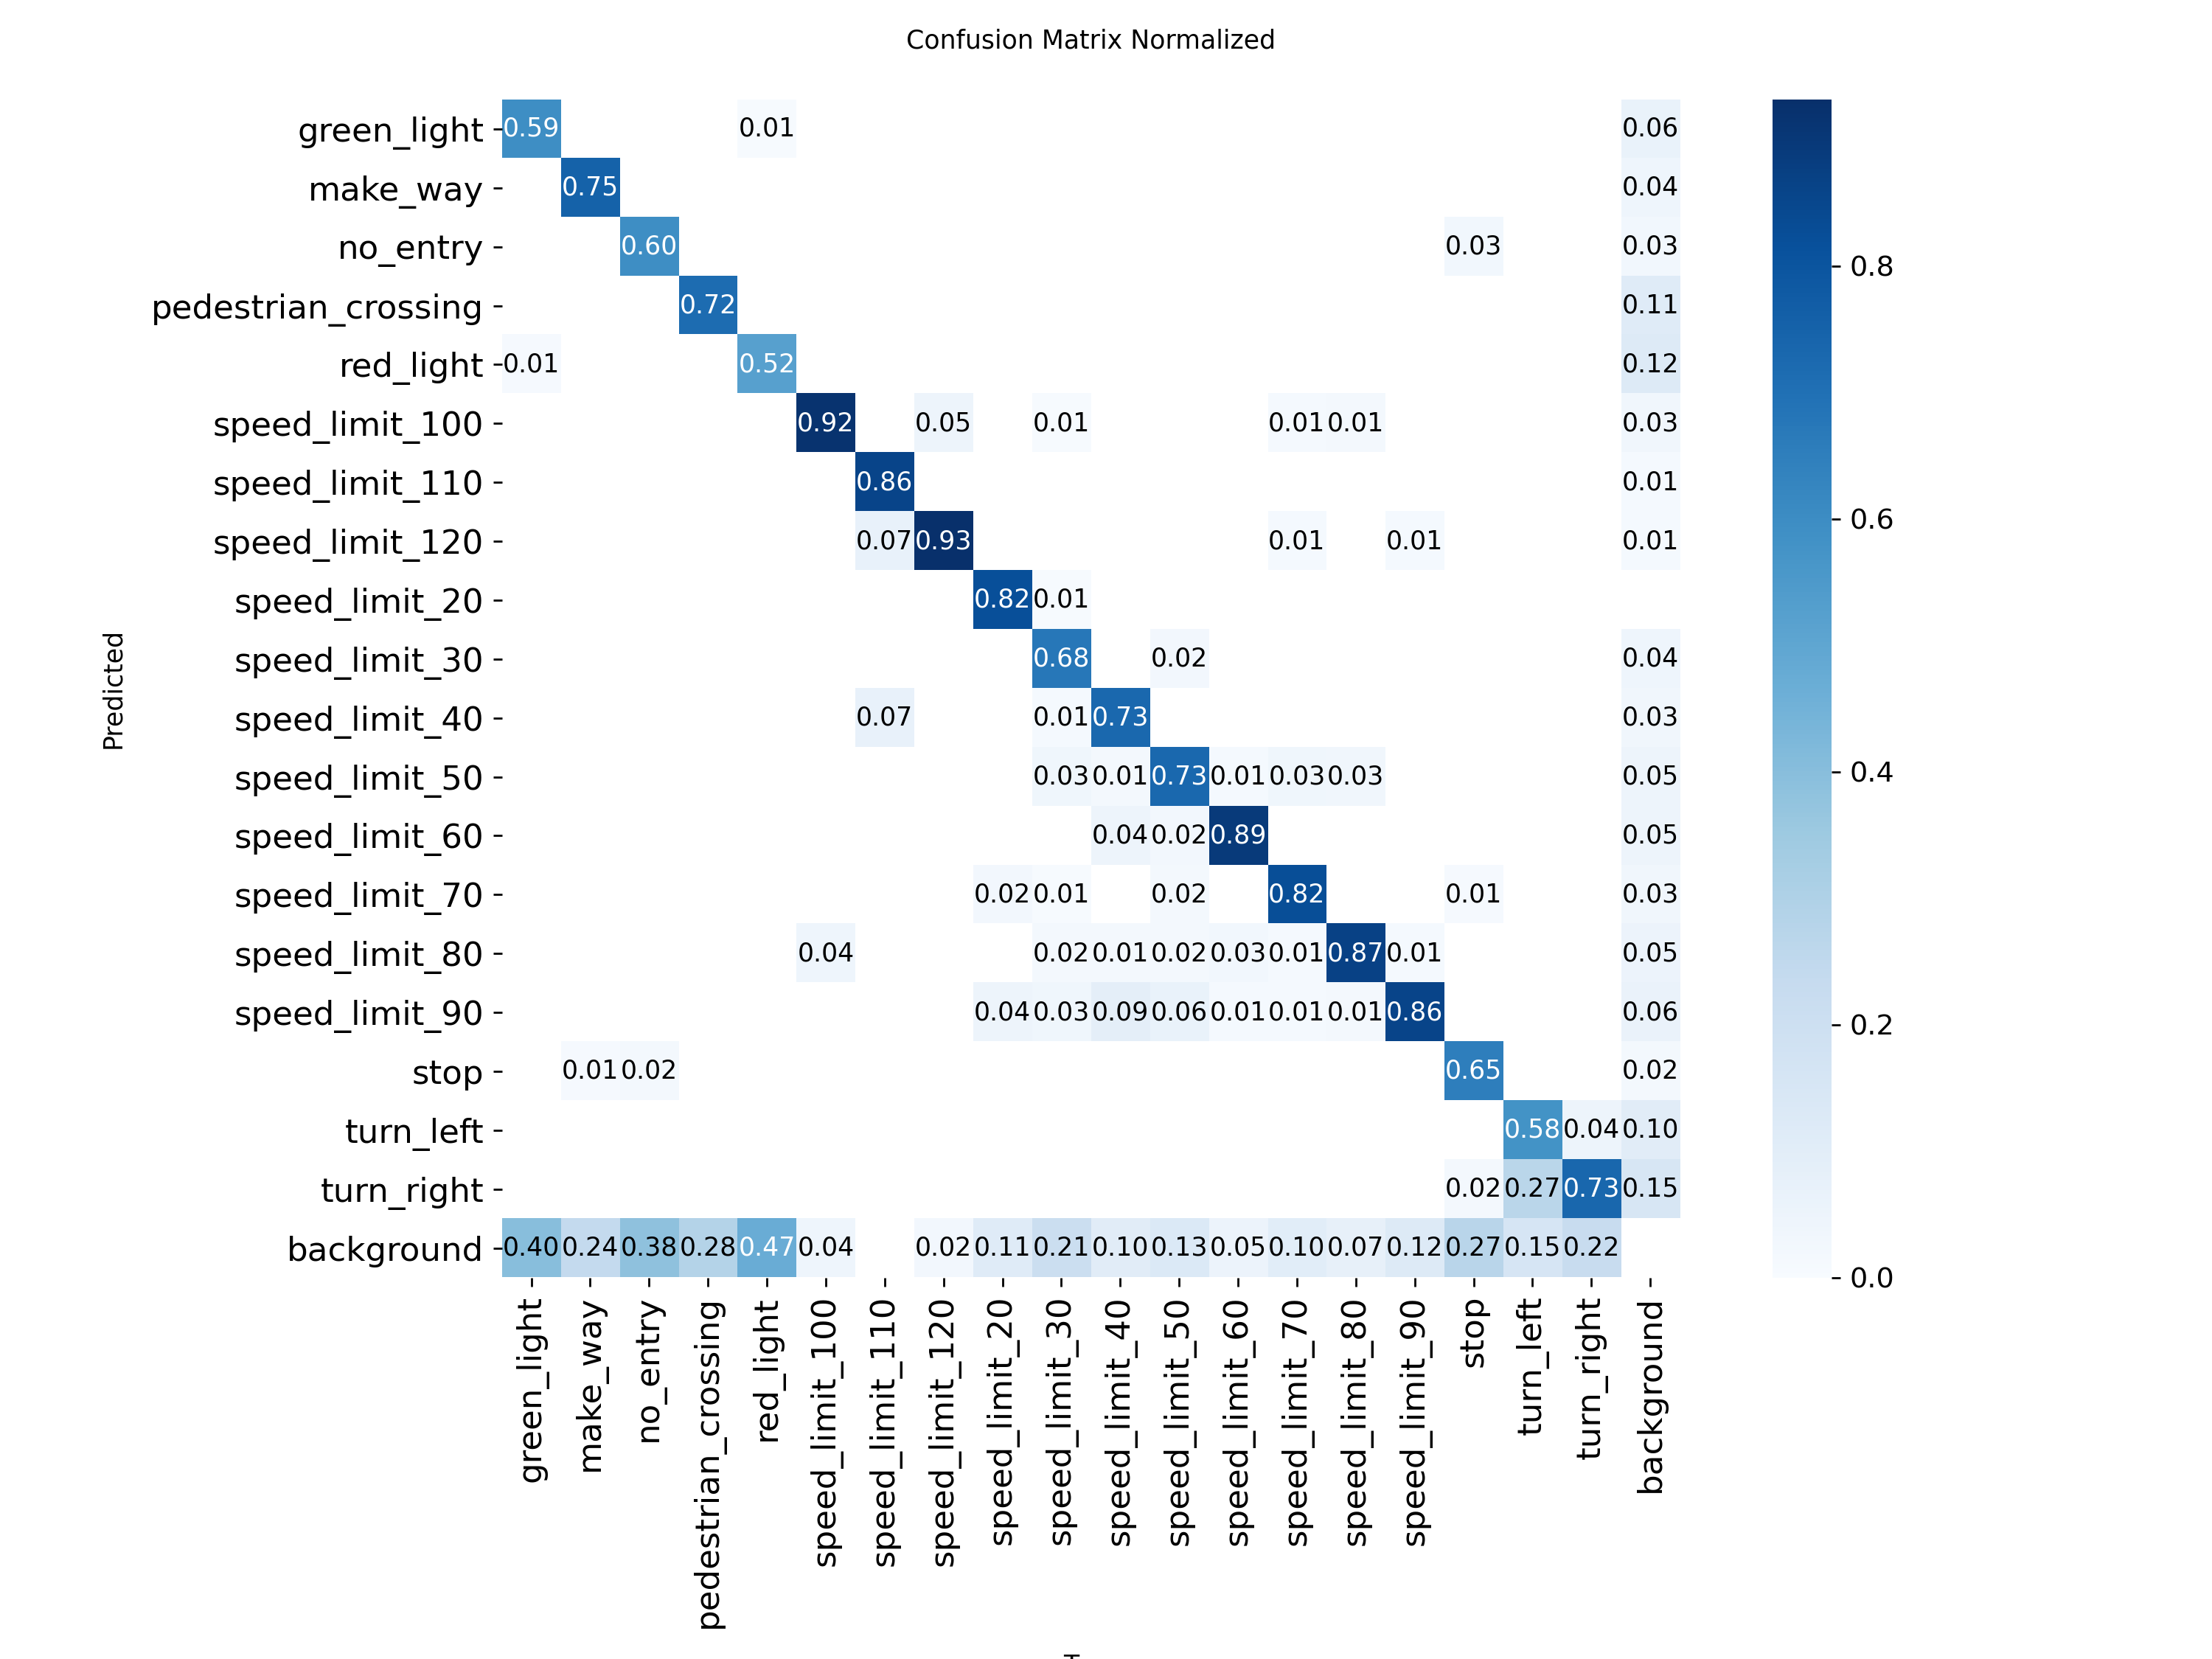 Confusion Matrix Normalized
green_light 0.59 0.01 0.06
make_way 0.75 0.04
no_entry 0.60 0.03 0.03
pedestrian_crossing 0.72 0.11
red_light 0.01 0.52 0.12
speed_limit_100 0.92 0.05 0.01 0.01 0.01 0.03
speed_limit_110 0.86 0.01
speed_limit_120 0.07 0.93 0.01 0.01 0.01
speed_limit_20 0.82 0.01
speed_limit_30 0.68 0.02 0.04
speed_limit_40 0.07 0.01 0.73 0.03
speed_limit_50 0.03 0.01 0.73 0.01 0.03 0.03 0.05
speed_limit_60 0.04 0.02 0.89 0.05
speed_limit_70 0.02 0.01 0.02 0.82 0.01 0.03
speed_limit_80 0.04 0.02 0.01 0.02 0.03 0.01 0.87 0.01 0.05
speed_limit_90 0.04 0.03 0.09 0.06 0.01 0.01 0.01 0.86 0.06
stop 0.01 0.02 0.65 0.02
turn_left 0.58 0.04 0.10
turn_right 0.02 0.27 0.73 0.15
background 0.40 0.24 0.38 0.28 0.47 0.04 0.02 0.11 0.21 0.10 0.13 0.05 0.10 0.07 0.12 0.27 0.15 0.22
Predicted
green_light
make_way
no_entry
pedestrian_crossing
red_light
speed_limit_100
speed_limit_110
speed_limit_120
speed_limit_20
speed_limit_30
speed_limit_40
speed_limit_50
speed_limit_60
speed_limit_70
speed_limit_80
speed_limit_90
stop
turn_left
turn_right
background
0.8
0.6
0.4
0.2
0.0